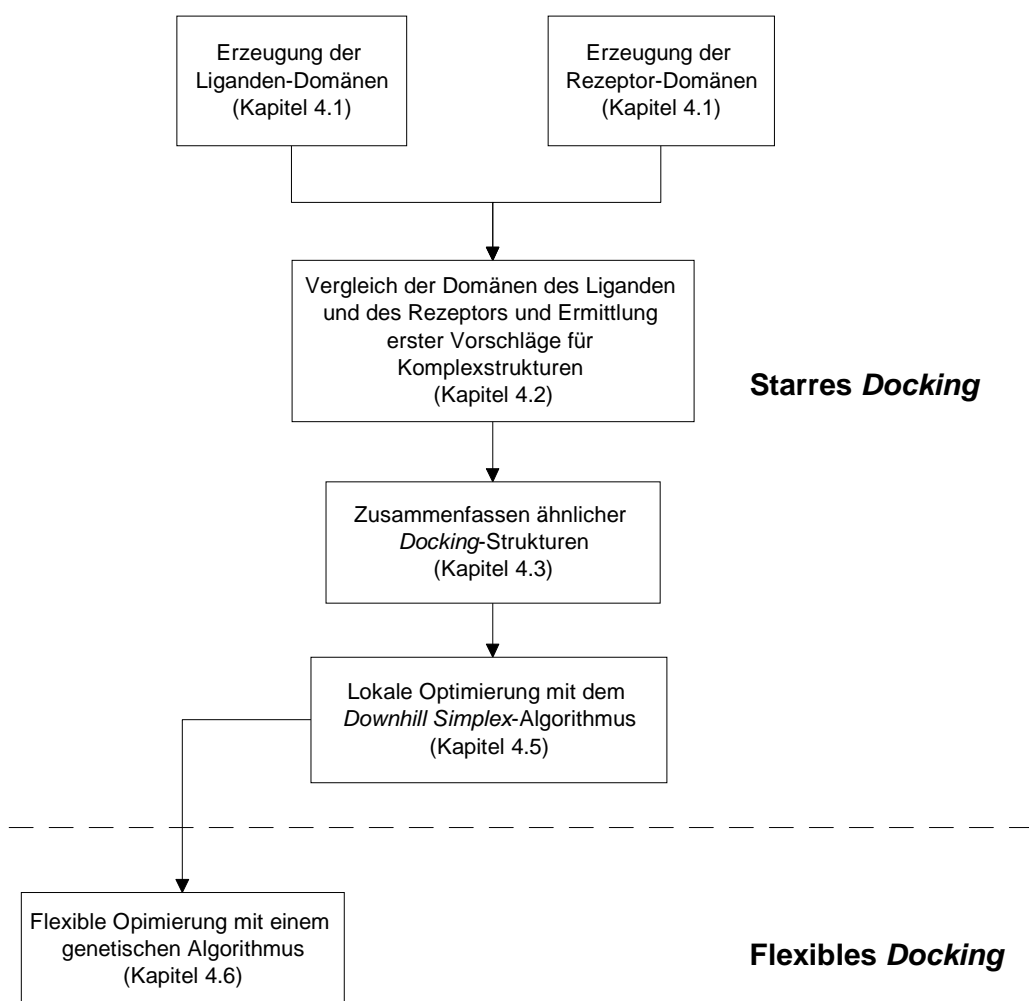 Erzeugung der
Liganden-Domänen
(Kapitel 4.1)
Erzeugung der
Rezeptor-Domänen
(Kapitel 4.1)
Vergleich der Domänen des Liganden
und des Rezeptors und Ermittlung
erster Vorschläge für
Komplexstrukturen
(Kapitel 4.2)
Starres Docking
Zusammenfassen ähnlicher
Docking-Strukturen
(Kapitel 4.3)
Lokale Optimierung mit dem
Downhill Simplex-Algorithmus
(Kapitel 4.5)
Flexible Opimierung mit einem
genetischen Algorithmus
(Kapitel 4.6)
Flexibles Docking